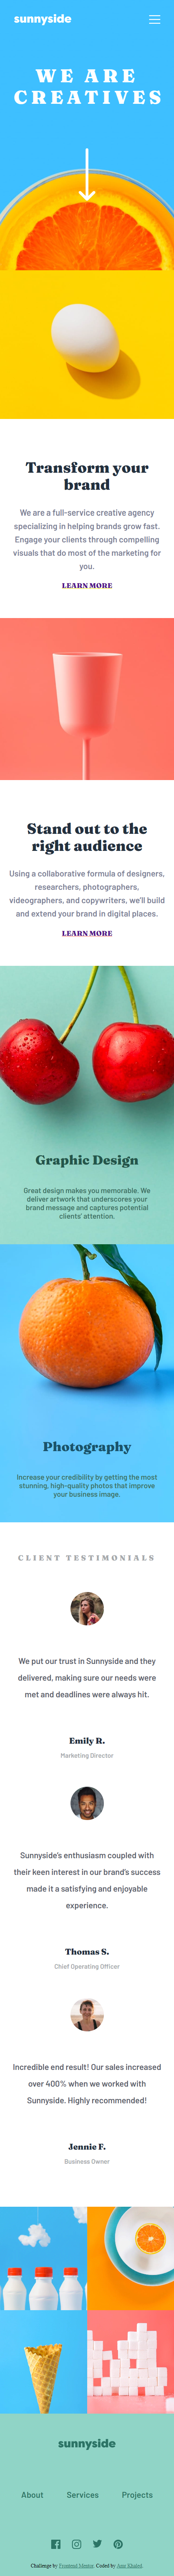 sunnyside
WE ARE
CREATIVES
Transform your
brand
We are a full-service creative agency
specializing in helping brands grow fast.
Engage your clients through compelling
visuals that do most of the marketing for
you.
LEARN MORE
Stand out to the
right audience
Using a collaborative formula of designers,
researchers, photographers,
videographers, and copywriters, we'll build
and extend your brand in digital places.
LEARN MORE
Graphic Design
Great design makes you memorable. We
deliver artwork that underscores your
brand message and captures potential
clients' attention.
Photography
Increase your credibility by getting the most
stunning, high-quality photos that improve
your business image.
CLIENT TESTIMONIALS
We put our trust in Sunnyside and they
delivered, making sure our needs were
met and deadlines were always hit.
Emily R.
Marketing Director
Sunnyside's enthusiasm coupled with
their keen interest in our brand's success
made it a satisfying and enjoyable
experience.
Thomas S.
Chief Operating Officer
Incredible end result! Our sales increased
over 400% when we worked with
Sunnyside. Highly recommended!
Jennie F.
Business Owner
sunnyside
About Services Projects
Challenge by Frontend Mentor. Coded by Amr Khaled.